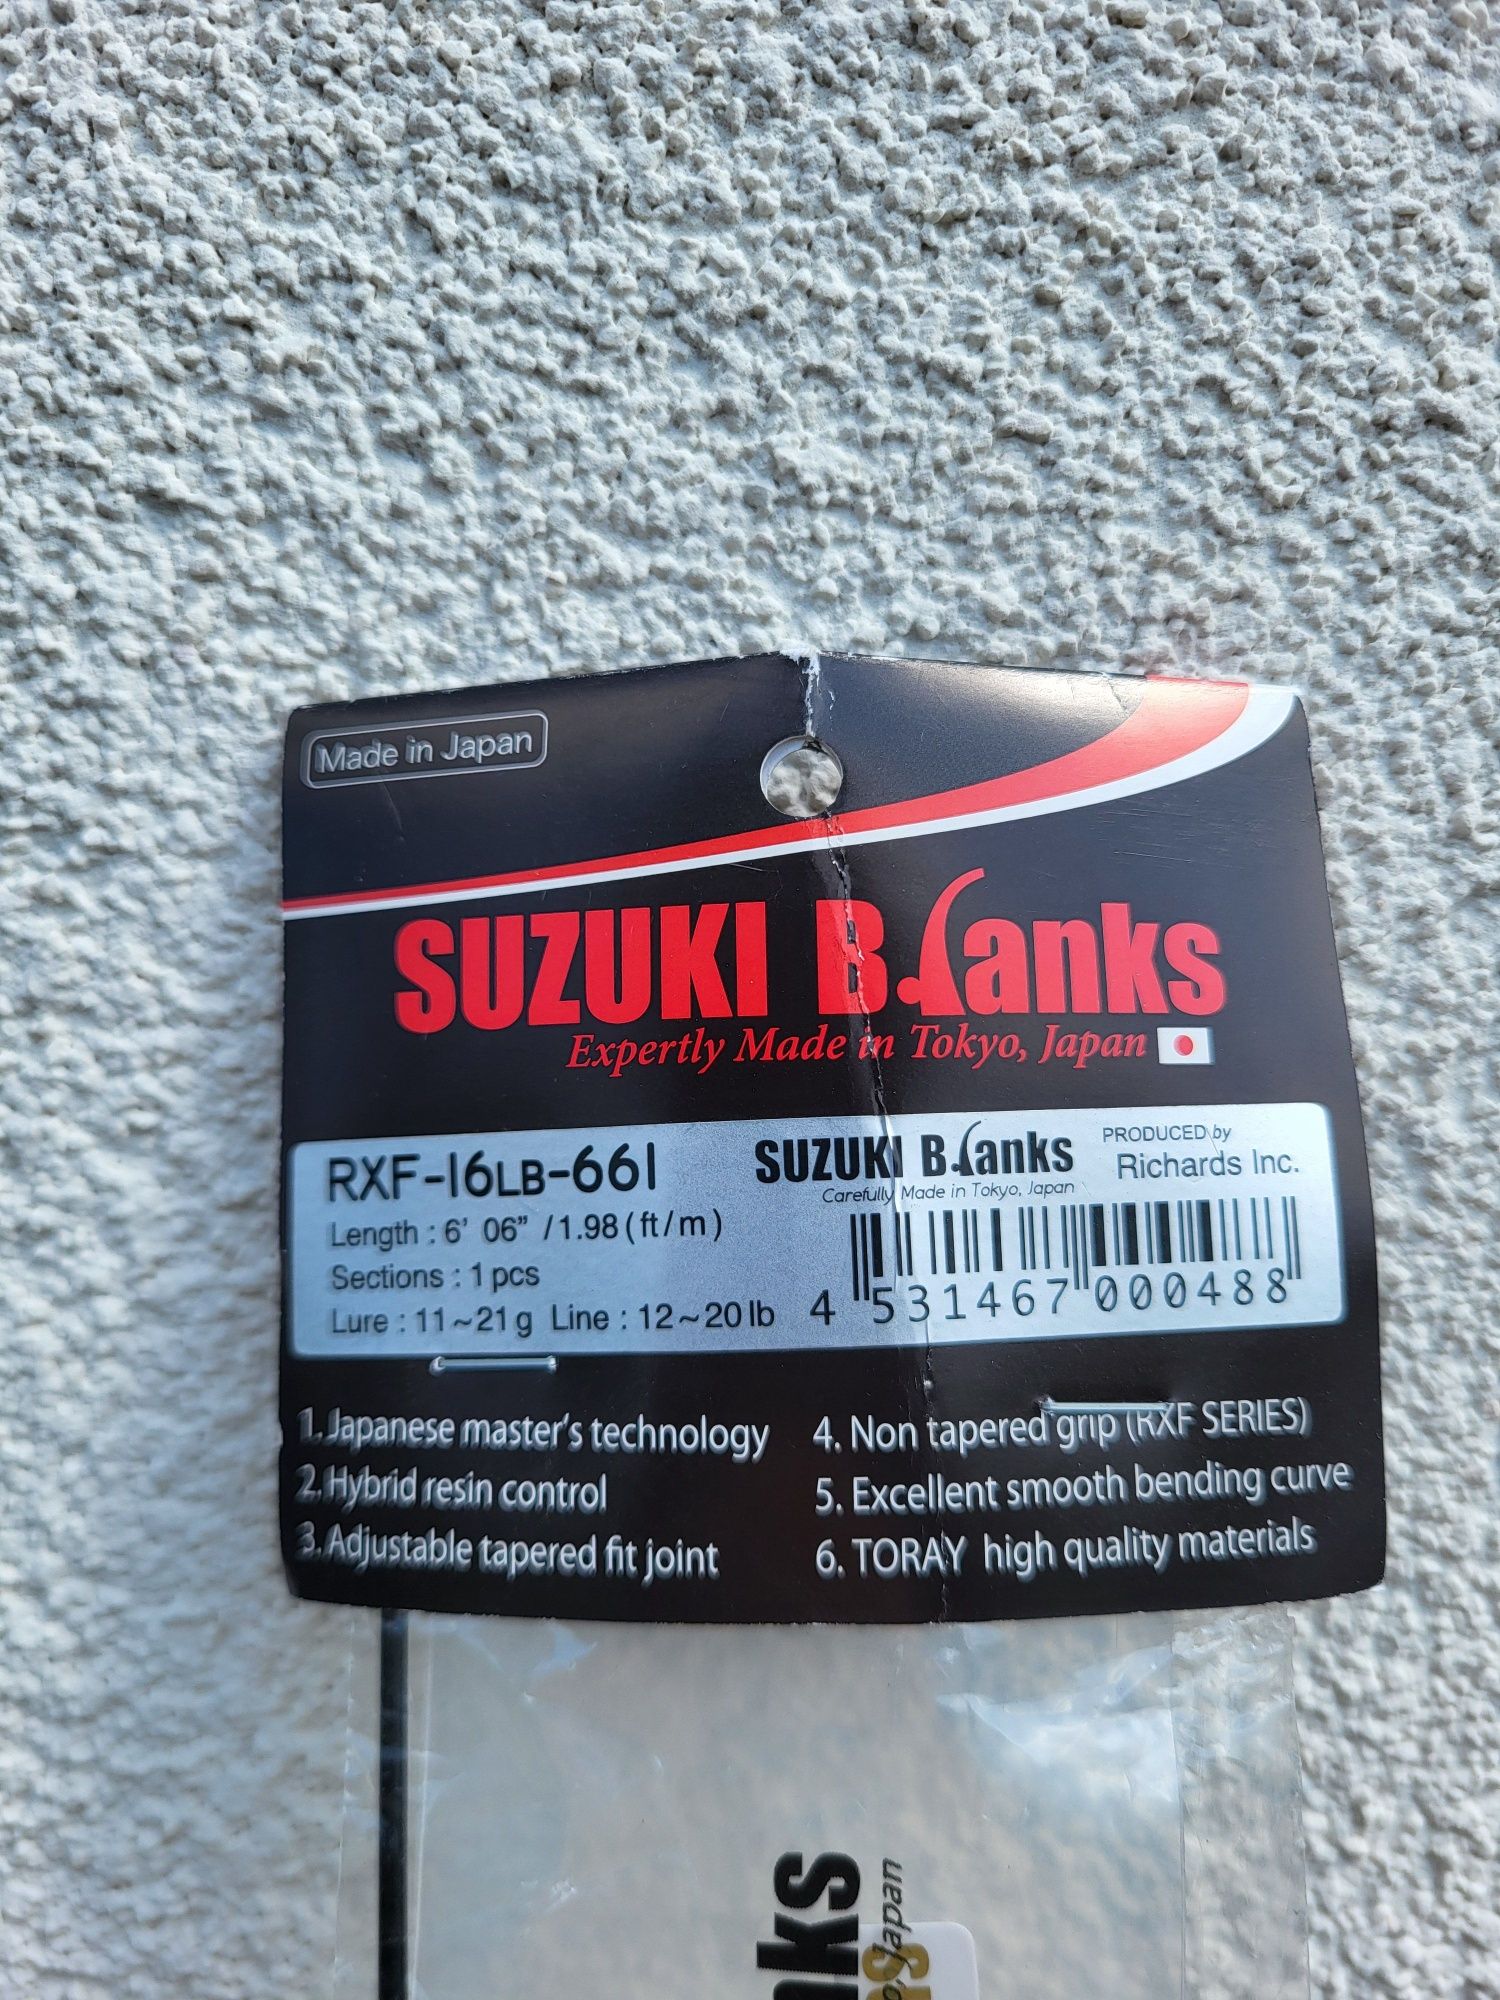 Made in Japan
SUZUKI Blanks
Expertly Made in Tokyo, Japan
RXF-16LB-661
Length : 6' 06" /1.98 (ft/m)
Sections : 1 pcs
Lure : 11~21g Line : 12~20 lb
SUZUKI Blanks
Carefully Made in Tokyo, Japan
PRODUCED by
Richards Inc.
4 531467 000488
1. Japanese master's technology
2. Hybrid resin control
3. Adjustable tapered fit joint
4. Non tapered grip (RXF SERIES)
5. Excellent smooth bending curve
6. TORAY high quality materials
nks
o, Japan